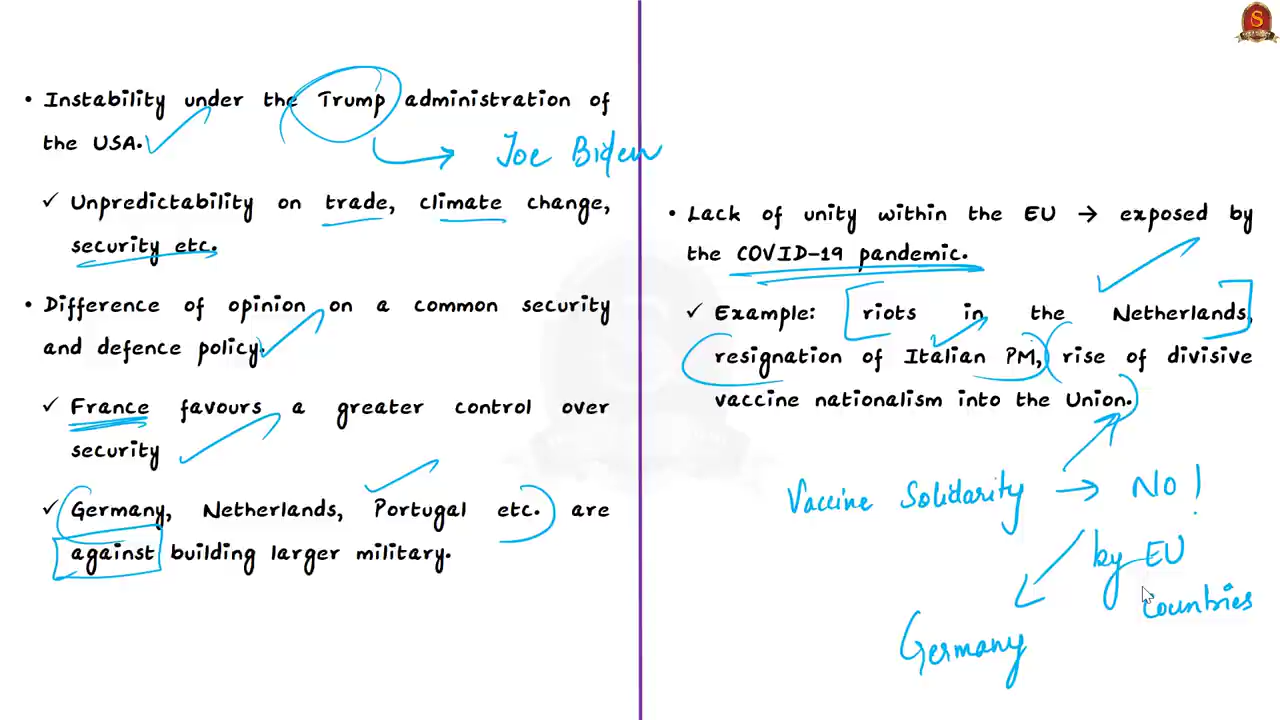 • Instability under the Trump administration of
the USA.
Joe Biden
✓ Unpredictability on trade, climate change,
security etc.
• Difference of opinion on a common security
and defence policy.
✓ France favours a greater control over
security
✓ Germany, Netherlands, Portugal etc. are
against building larger military.
• Lack of unity within the EU → exposed by
the COVID-19 pandemic.
✓ Example: riots in the Netherlands,
resignation of Italian PM, rise of divisive
vaccine nationalism into the Union.
Vaccine Solidarity → NO!
by EU
countries
Germany